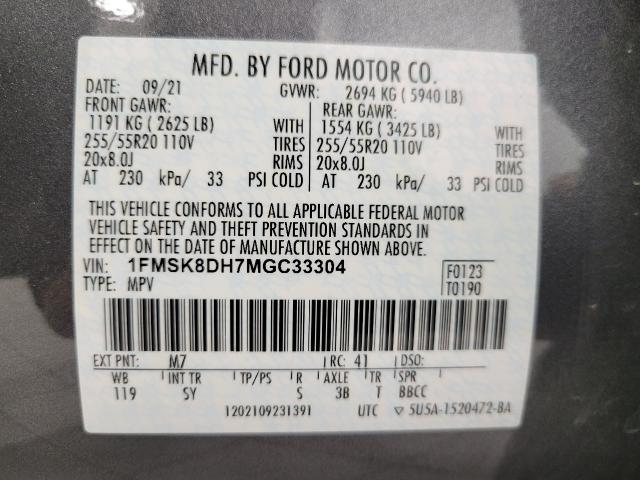 MFD. BY FORD MOTOR CO.
DATE: 09/21 GVWR: 2694 KG ( 5940 LB)
FRONT GAWR: REAR GAWR:
1191 KG ( 2625 LB) WITH 1554 KG ( 3425 LB) WITH
255/55R20 110V TIRES 255/55R20 110V TIRES
20x8.0J RIMS 20x8.0J RIMS
AT 230 kPa/ 33 PSI COLD AT 230 kPa/ 33 PSI COLD
THIS VEHICLE CONFORMS TO ALL APPLICABLE FEDERAL MOTOR
VEHICLE SAFETY AND THEFT PREVENTION STANDARDS IN
EFFECT ON THE DATE OF MANUFACTURE SHOWN ABOVE.
VIN: 1FMSK8DH7MGC33304 F0123
TYPE: MPV T0190
EXT PNT: M7 RC: 41 DSO:
WB INT TR TP/PS R AXLE TR SPR
119 SY S 3B T BBCC
1202109231391 UTC ▽ 5U5A-1520472-BA